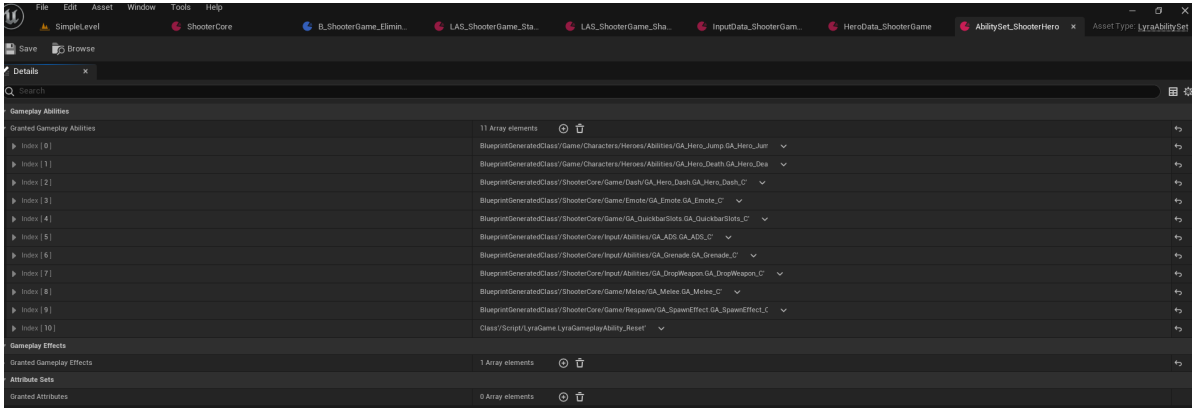 File Edit Asset Window Tools Help
SimpleLevel ShooterCore B_ShooterGame_Elimin... LAS_ShooterGame_Sta... LAS_ShooterGame_Sha... InputData_ShooterGam... HeroData_ShooterGame AbilitySet_ShooterHero × Asset Type: LyraAbilitySet
Save Browse
Details ×
Search
Gameplay Abilities
Granted Gameplay Abilities 11 Array elements
Index [ 0 ] BlueprintGeneratedClass'/Game/Characters/Heroes/Abilities/GA_Hero_Jump.GA_Hero_Jum
Index [ 1 ] BlueprintGeneratedClass'/Game/Characters/Heroes/Abilities/GA_Hero_Death.GA_Hero_Dea
Index [ 2 ] BlueprintGeneratedClass'/ShooterCore/Game/Dash/GA_Hero_Dash.GA_Hero_Dash_C'
Index [ 3 ] BlueprintGeneratedClass'/ShooterCore/Game/Emote/GA_Emote.GA_Emote_C'
Index [ 4 ] BlueprintGeneratedClass'/ShooterCore/Game/GA_QuickbarSlots.GA_QuickbarSlots_C'
Index [ 5 ] BlueprintGeneratedClass'/ShooterCore/Input/Abilities/GA_ADS.GA_ADS_C'
Index [ 6 ] BlueprintGeneratedClass'/ShooterCore/Input/Abilities/GA_Grenade.GA_Grenade_C'
Index [ 7 ] BlueprintGeneratedClass'/ShooterCore/Input/Abilities/GA_DropWeapon.GA_DropWeapon_C'
Index [ 8 ] BlueprintGeneratedClass'/ShooterCore/Game/Melee/GA_Melee.GA_Melee_C'
Index [ 9 ] BlueprintGeneratedClass'/ShooterCore/Game/Respawn/GA_SpawnEffect.GA_SpawnEffect_C
Index [ 10 ] Class'/Script/LyraGame.LyraGameplayAbility_Reset'
Gameplay Effects
Granted Gameplay Effects 1 Array elements
Attribute Sets
Granted Attributes 0 Array elements